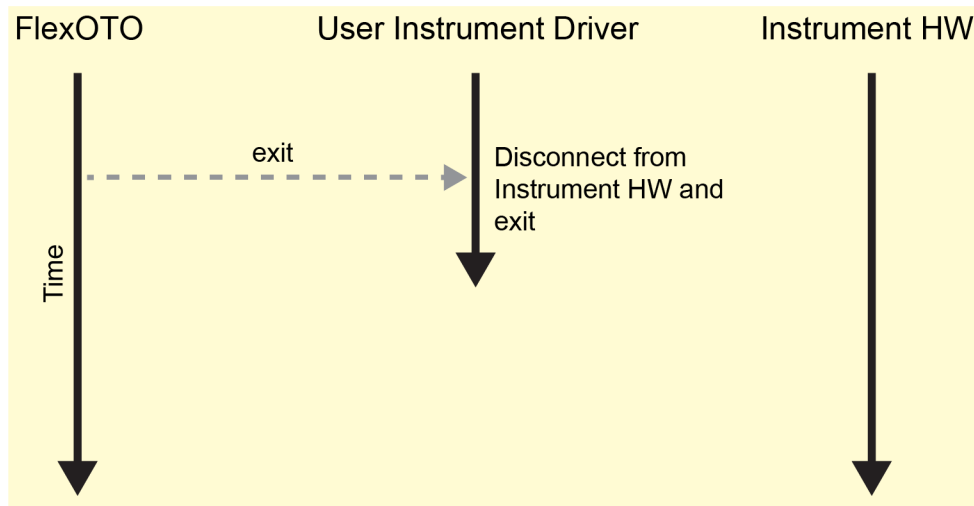 FlexOTO
User Instrument Driver
Instrument HW
exit
Disconnect from
Instrument HW and
exit
Time